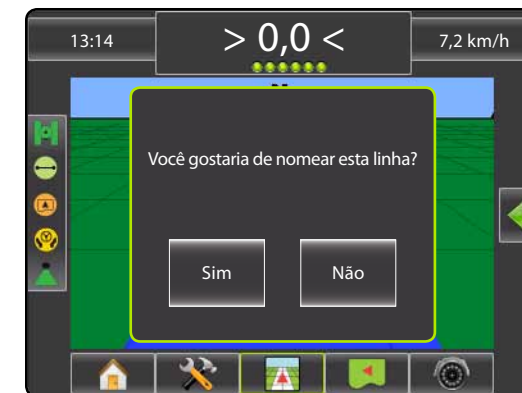 13:14
> 0,0 <
7,2 km/h
Você gostaria de nomear esta linha?
Sim
Não